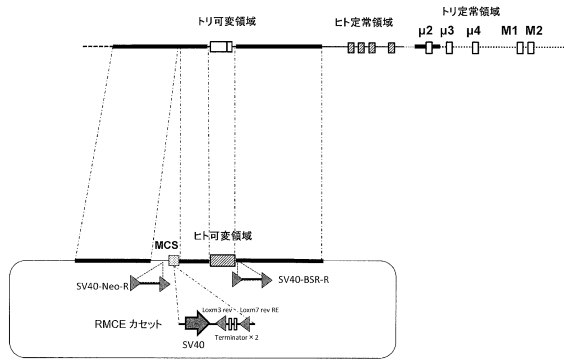 トリ定常領域
トリ可変領域
ヒト定常領域
μ2
μ3
μ4
M1
M2
ヒト可変領域
MCS
SV40-Neo-R
SV40-BSR-R
Loxm3 rev
Loxm7 rev RE
RMCE カセット
Terminator × 2
SV40